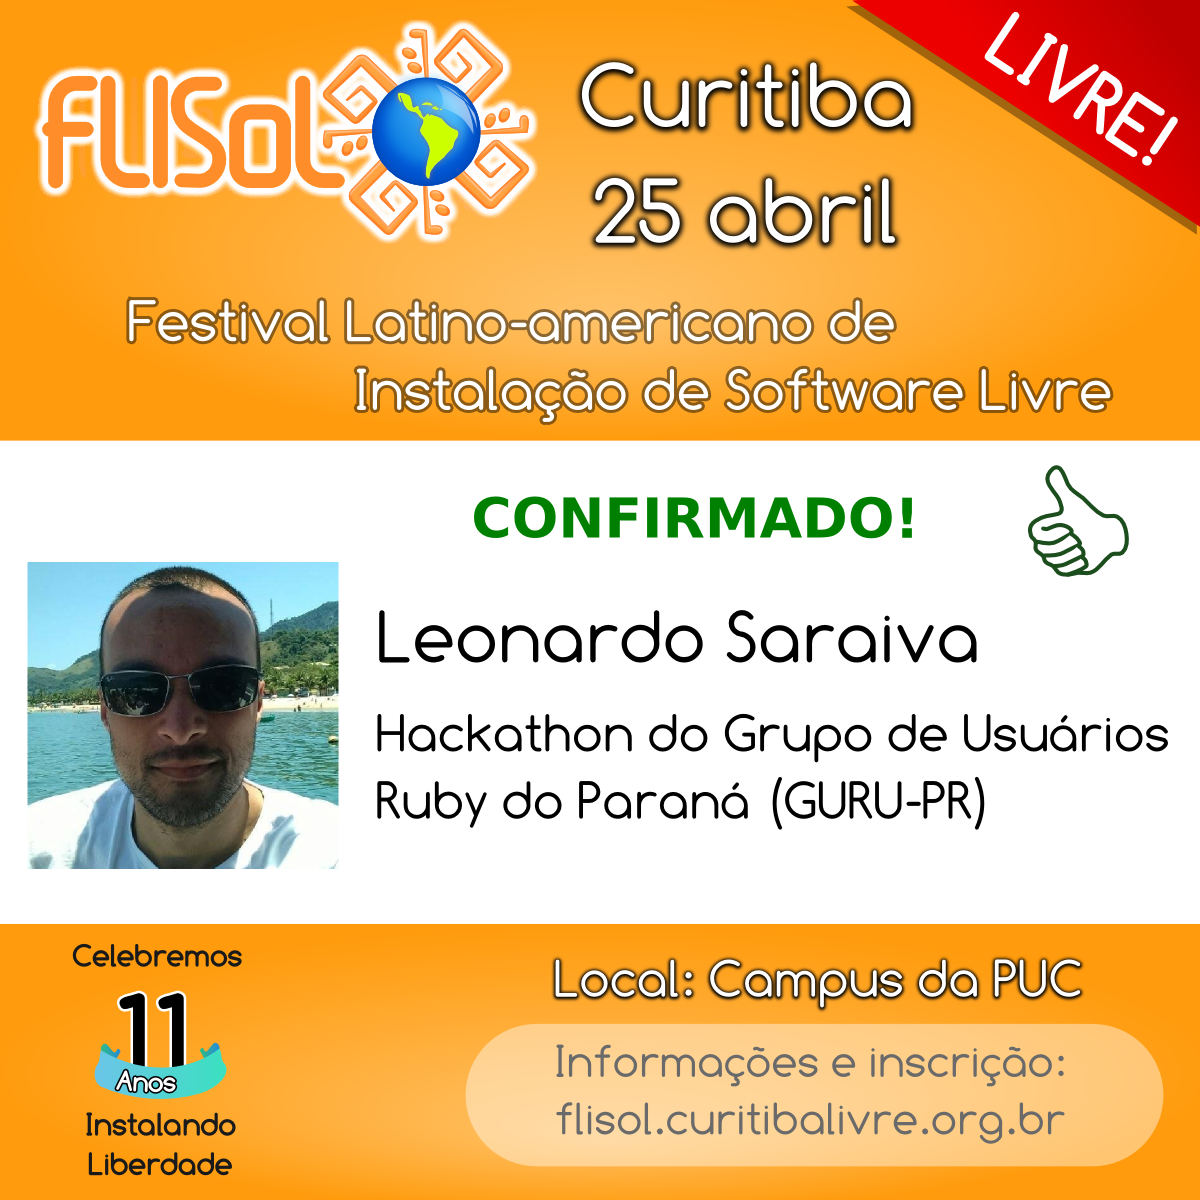 fLISoL
Curitiba
25 abril
LIVRE!
Festival Latino-americano de
Instalação de Software Livre
CONFIRMADO!
Leonardo Saraiva
Hackathon do Grupo de Usuários
Ruby do Paraná (GURU-PR)
Celebremos
11
Anos
Instalando
Liberdade
Local: Campus da PUC
Informações e inscrição:
flisol.curitibalivre.org.br